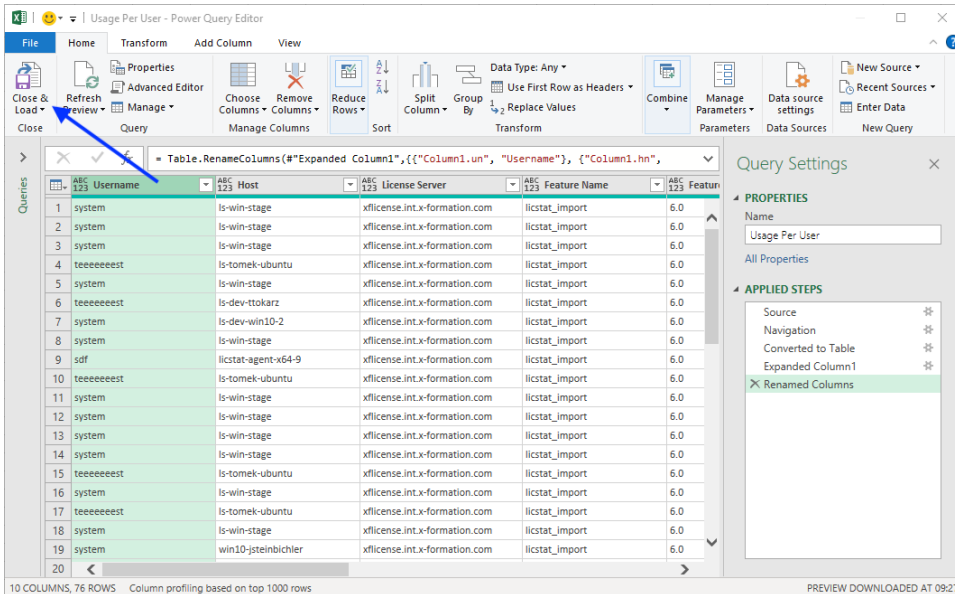 Usage Per User - Power Query Editor
File Home Transform Add Column View
Close & Load
Close
Refresh Preview
Properties
Advanced Editor
Manage
Query
Choose Columns
Remove Columns
Manage Columns
Reduce Rows
Sort
Split Column
Group By
Data Type: Any
Use First Row as Headers
Replace Values
Transform
Combine
Manage Parameters
Parameters
Data source settings
Data Sources
New Source
Recent Sources
Enter Data
New Query
Queries
= Table.RenameColumns(#"Expanded Column1",{{"Column1.un", "Username"}, {"Column1.hn",
ABC 123 Username ABC 123 Host ABC 123 License Server ABC 123 Feature Name ABC 123 Featur
1 system ls-win-stage xflicense.int.x-formation.com licstat_import 6.0
2 system ls-win-stage xflicense.int.x-formation.com licstat_import 6.0
3 system ls-win-stage xflicense.int.x-formation.com licstat_import 6.0
4 teeeeeeest ls-tomek-ubuntu xflicense.int.x-formation.com licstat_import 6.0
5 system ls-win-stage xflicense.int.x-formation.com licstat_import 6.0
6 teeeeeeest ls-dev-ttokarz xflicense.int.x-formation.com licstat_import 6.0
7 system ls-dev-win10-2 xflicense.int.x-formation.com licstat_import 6.0
8 system ls-win-stage xflicense.int.x-formation.com licstat_import 6.0
9 sdf licstat-agent-x64-9 xflicense.int.x-formation.com licstat_import 6.0
10 teeeeeeest ls-tomek-ubuntu xflicense.int.x-formation.com licstat_import 6.0
11 system ls-win-stage xflicense.int.x-formation.com licstat_import 6.0
12 system ls-win-stage xflicense.int.x-formation.com licstat_import 6.0
13 system ls-win-stage xflicense.int.x-formation.com licstat_import 6.0
14 system ls-win-stage xflicense.int.x-formation.com licstat_import 6.0
15 teeeeeeest ls-tomek-ubuntu xflicense.int.x-formation.com licstat_import 6.0
16 system ls-win-stage xflicense.int.x-formation.com licstat_import 6.0
17 teeeeeeest ls-tomek-ubuntu xflicense.int.x-formation.com licstat_import 6.0
18 system ls-win-stage xflicense.int.x-formation.com licstat_import 6.0
19 system win10-jsteinbichler xflicense.int.x-formation.com licstat_import 6.0
20
Query Settings
PROPERTIES
Name
Usage Per User
All Properties
APPLIED STEPS
Source
Navigation
Converted to Table
Expanded Column1
Renamed Columns
10 COLUMNS, 76 ROWS Column profiling based on top 1000 rows PREVIEW DOWNLOADED AT 09:27